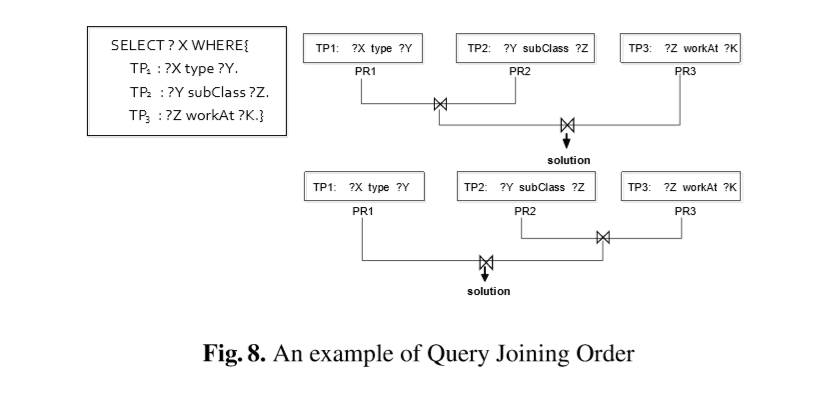 SELECT ? X WHERE{
TP1 : ?X type ?Y.
TP2 : ?Y subClass ?Z.
TP3 : ?Z workAt ?K.}
TP1: ?X type ?Y
TP2: ?Y subClass ?Z
TP3: ?Z workAt ?K
PR1
PR2
PR3
solution
TP1: ?X type ?Y
TP2: ?Y subClass ?Z
TP3: ?Z workAt ?K
PR1
PR2
PR3
solution
Fig. 8. An example of Query Joining Order